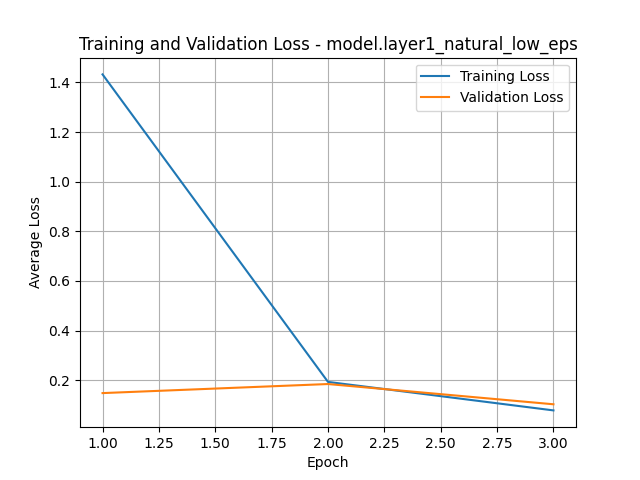 Training and Validation Loss - model.layer1_natural_low_eps
Training Loss
Validation Loss
1.4
1.2
1.0
0.8
0.6
0.4
0.2
Average Loss
1.00 1.25 1.50 1.75 2.00 2.25 2.50 2.75 3.00
Epoch